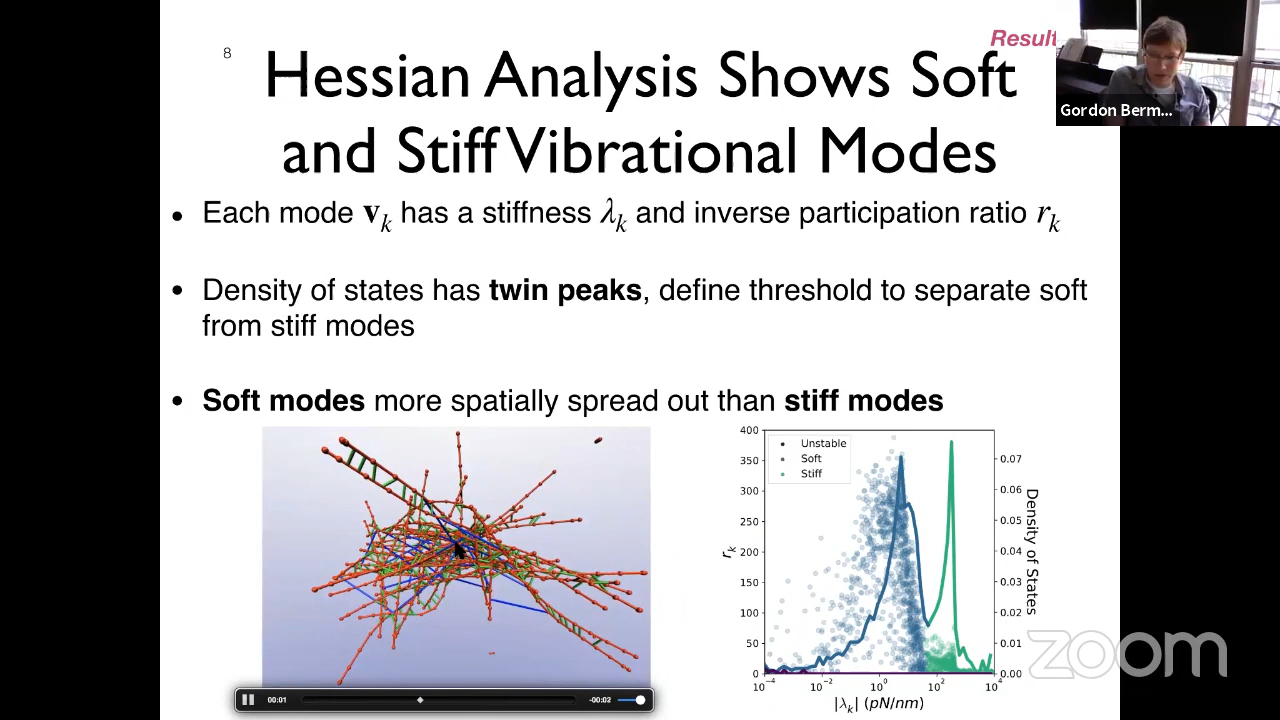 8
Result
Hessian Analysis Shows Soft
and Stiff Vibrational Modes
Gordon Berm...
• Each mode v_k has a stiffness λ_k and inverse participation ratio r_k
• Density of states has twin peaks, define threshold to separate soft
from stiff modes
• Soft modes more spatially spread out than stiff modes
00:01
-00:02
400
350
300
250
200
150
100
50
0
r_k
Unstable
Soft
Stiff
0.07
0.06
0.05
0.04
0.03
0.02
0.01
0.00
Density of States
10^-4
10^-2
10^0
10^2
10^4
|λ_k| (pN/nm)
zoom